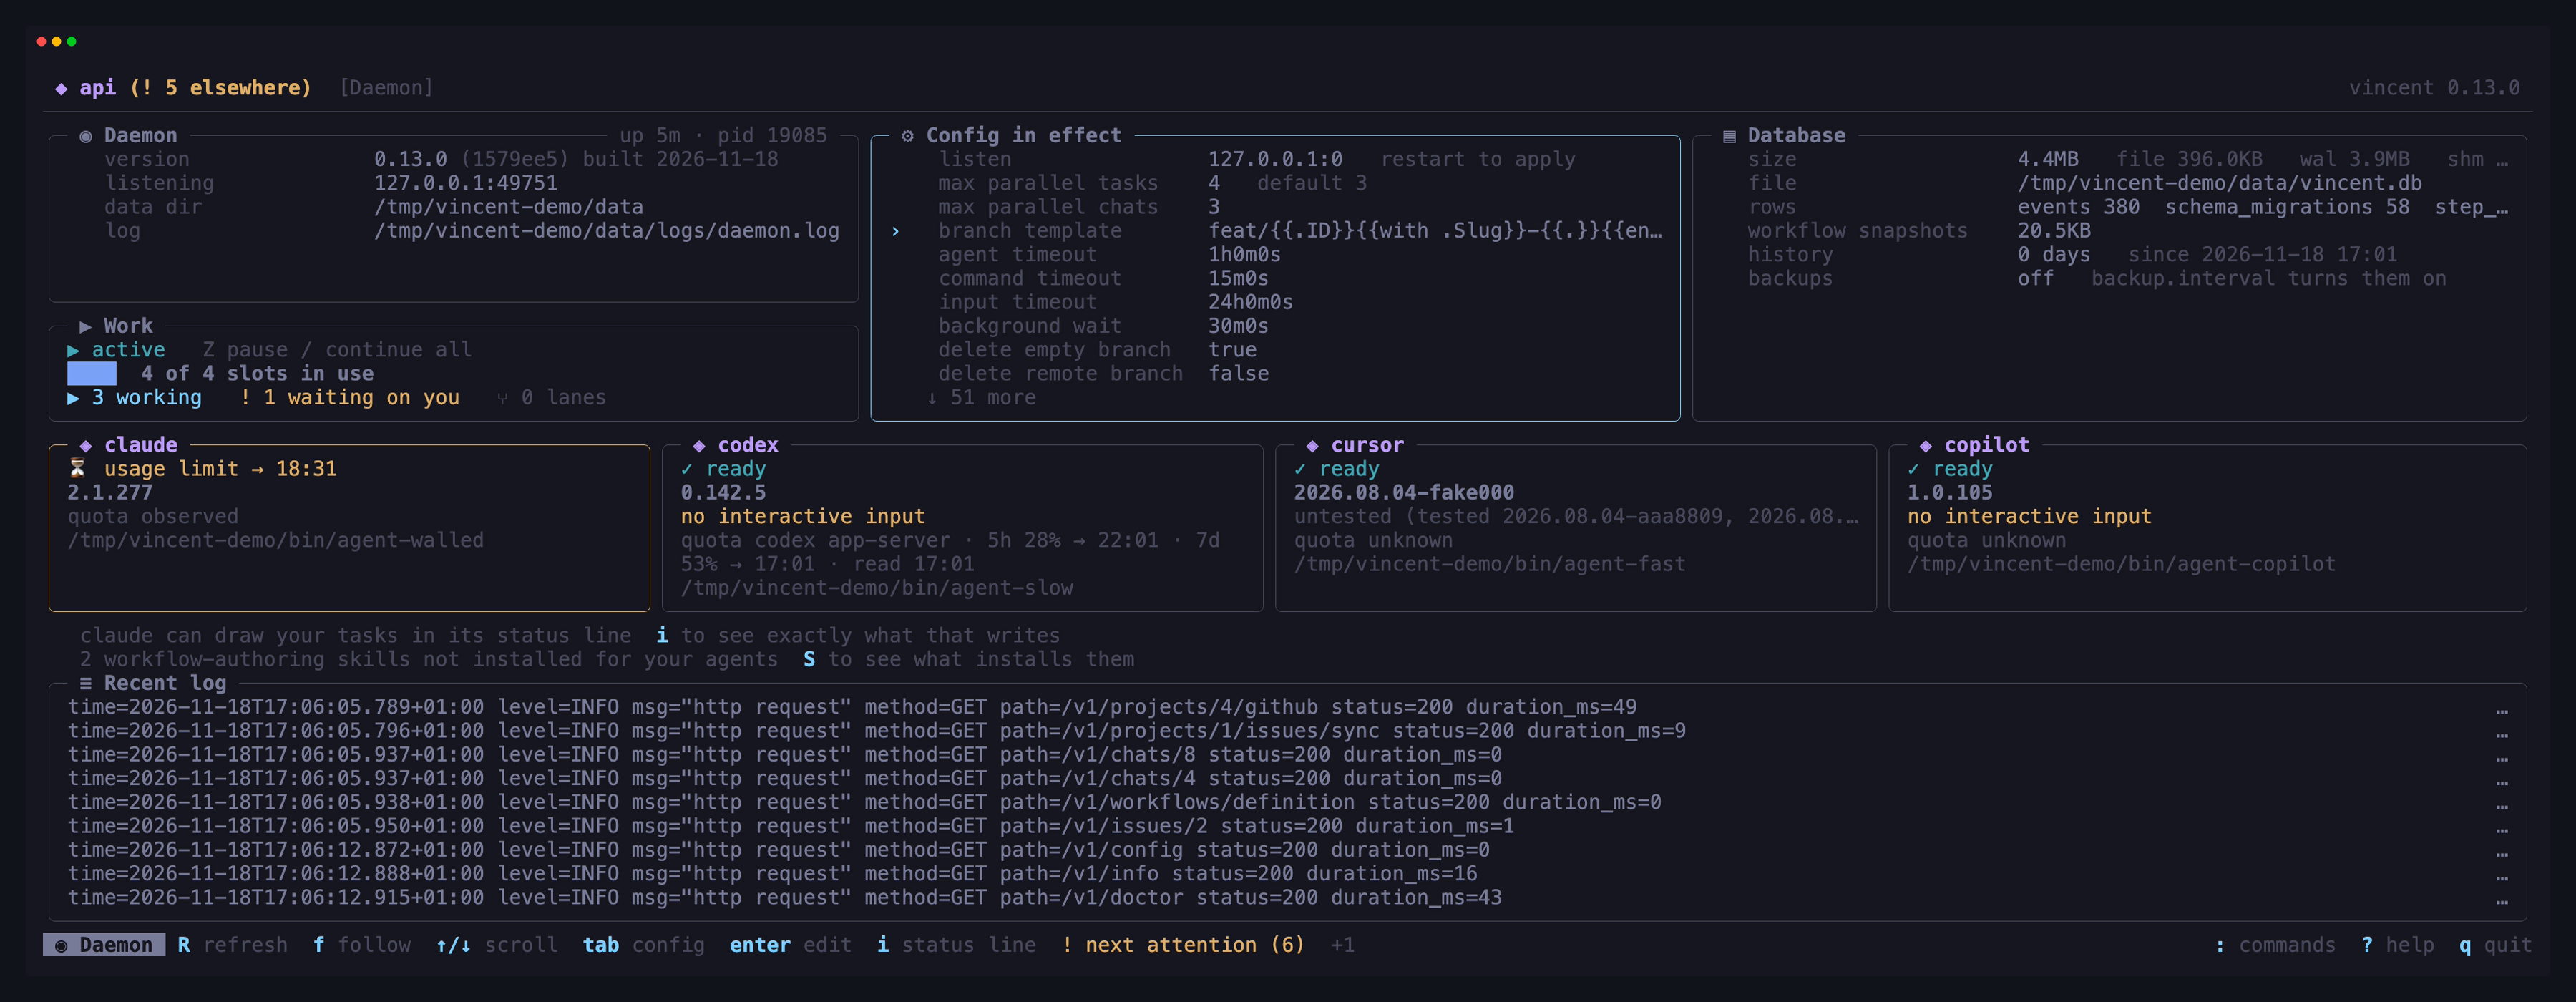 ◆ api (! 5 elsewhere) [Daemon] vincent 0.13.0
◉ Daemon up 5m · pid 19085
version 0.13.0 (1579ee5) built 2026-11-18
listening 127.0.0.1:49751
data dir /tmp/vincent-demo/data
log /tmp/vincent-demo/data/logs/daemon.log
▶ Work
▶ active Z pause / continue all
4 of 4 slots in use
▶ 3 working ! 1 waiting on you ⑂ 0 lanes
⚙ Config in effect
listen 127.0.0.1:0 restart to apply
max parallel tasks 4 default 3
max parallel chats 3
› branch template feat/{{.ID}}{{with .Slug}}-{{.}}{{en…
agent timeout 1h0m0s
command timeout 15m0s
input timeout 24h0m0s
background wait 30m0s
delete empty branch true
delete remote branch false
↓ 51 more
▤ Database
size 4.4MB file 396.0KB wal 3.9MB shm …
file /tmp/vincent-demo/data/vincent.db
rows events 380 schema_migrations 58 step_…
workflow snapshots 20.5KB
history 0 days since 2026-11-18 17:01
backups off backup.interval turns them on
◈ claude
⏳ usage limit → 18:31
2.1.277
quota observed
/tmp/vincent-demo/bin/agent-walled
◈ codex
✓ ready
0.142.5
no interactive input
quota codex app-server · 5h 28% → 22:01 · 7d
53% → 17:01 · read 17:01
/tmp/vincent-demo/bin/agent-slow
◈ cursor
✓ ready
2026.08.04-fake000
untested (tested 2026.08.04-aaa8809, 2026.08.…
quota unknown
/tmp/vincent-demo/bin/agent-fast
◈ copilot
✓ ready
1.0.105
no interactive input
quota unknown
/tmp/vincent-demo/bin/agent-copilot
claude can draw your tasks in its status line i to see exactly what that writes
2 workflow-authoring skills not installed for your agents S to see what installs them
≡ Recent log
time=2026-11-18T17:06:05.789+01:00 level=INFO msg="http request" method=GET path=/v1/projects/4/github status=200 duration_ms=49 …
time=2026-11-18T17:06:05.796+01:00 level=INFO msg="http request" method=GET path=/v1/projects/1/issues/sync status=200 duration_ms=9 …
time=2026-11-18T17:06:05.937+01:00 level=INFO msg="http request" method=GET path=/v1/chats/8 status=200 duration_ms=0 …
time=2026-11-18T17:06:05.937+01:00 level=INFO msg="http request" method=GET path=/v1/chats/4 status=200 duration_ms=0 …
time=2026-11-18T17:06:05.938+01:00 level=INFO msg="http request" method=GET path=/v1/workflows/definition status=200 duration_ms=0 …
time=2026-11-18T17:06:05.950+01:00 level=INFO msg="http request" method=GET path=/v1/issues/2 status=200 duration_ms=1 …
time=2026-11-18T17:06:12.872+01:00 level=INFO msg="http request" method=GET path=/v1/config status=200 duration_ms=0 …
time=2026-11-18T17:06:12.888+01:00 level=INFO msg="http request" method=GET path=/v1/info status=200 duration_ms=16 …
time=2026-11-18T17:06:12.915+01:00 level=INFO msg="http request" method=GET path=/v1/doctor status=200 duration_ms=43 …
◉ Daemon R refresh f follow ↑/↓ scroll tab config enter edit i status line ! next attention (6) +1 : commands ? help q quit